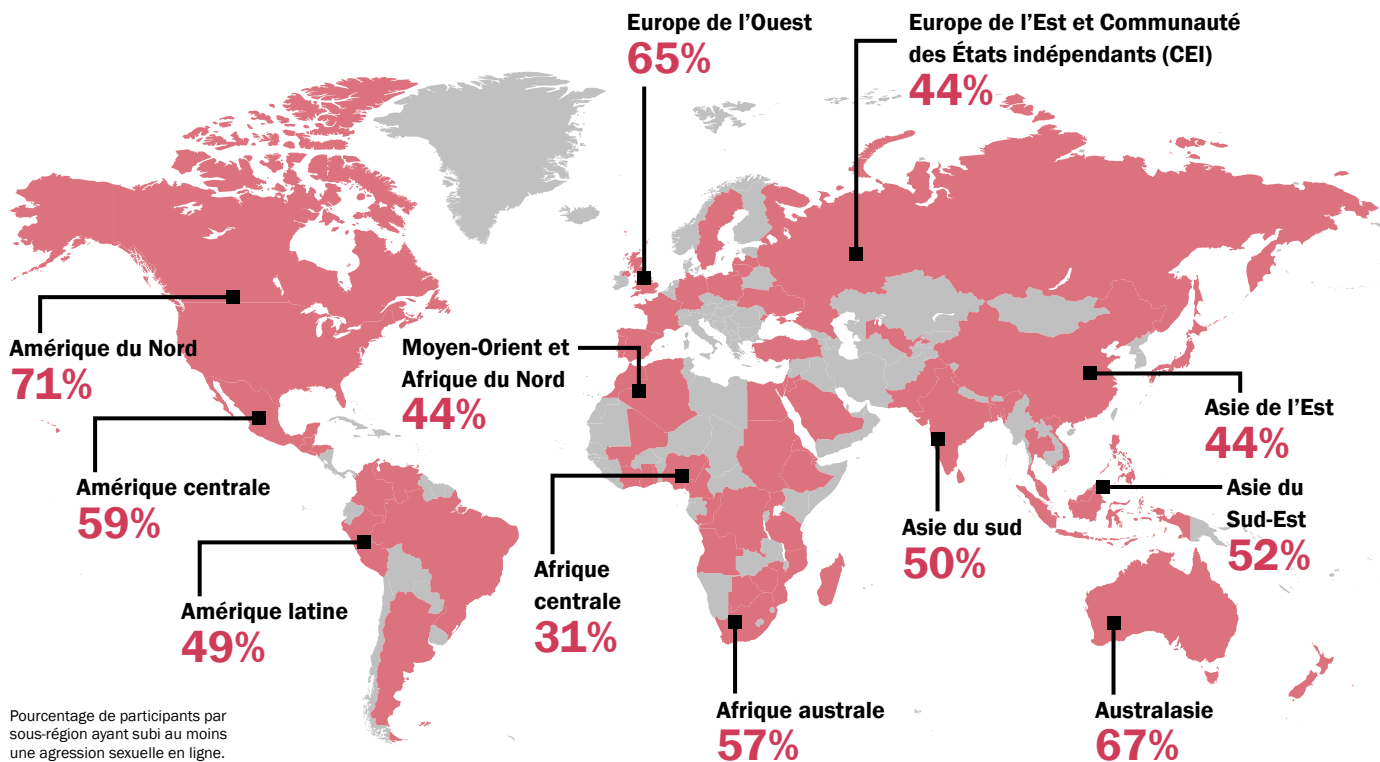 Europe de l'Ouest
65%
Europe de l'Est et Communauté
des États indépendants (CEI)
44%
Amérique du Nord
71%
Moyen-Orient et
Afrique du Nord
44%
Asie de l'Est
44%
Amérique centrale
59%
Asie du
Sud-Est
52%
Asie du sud
50%
Afrique
centrale
31%
Amérique latine
49%
Afrique australe
57%
Australasie
67%
Pourcentage de participants par
sous-région ayant subi au moins
une agression sexuelle en ligne.